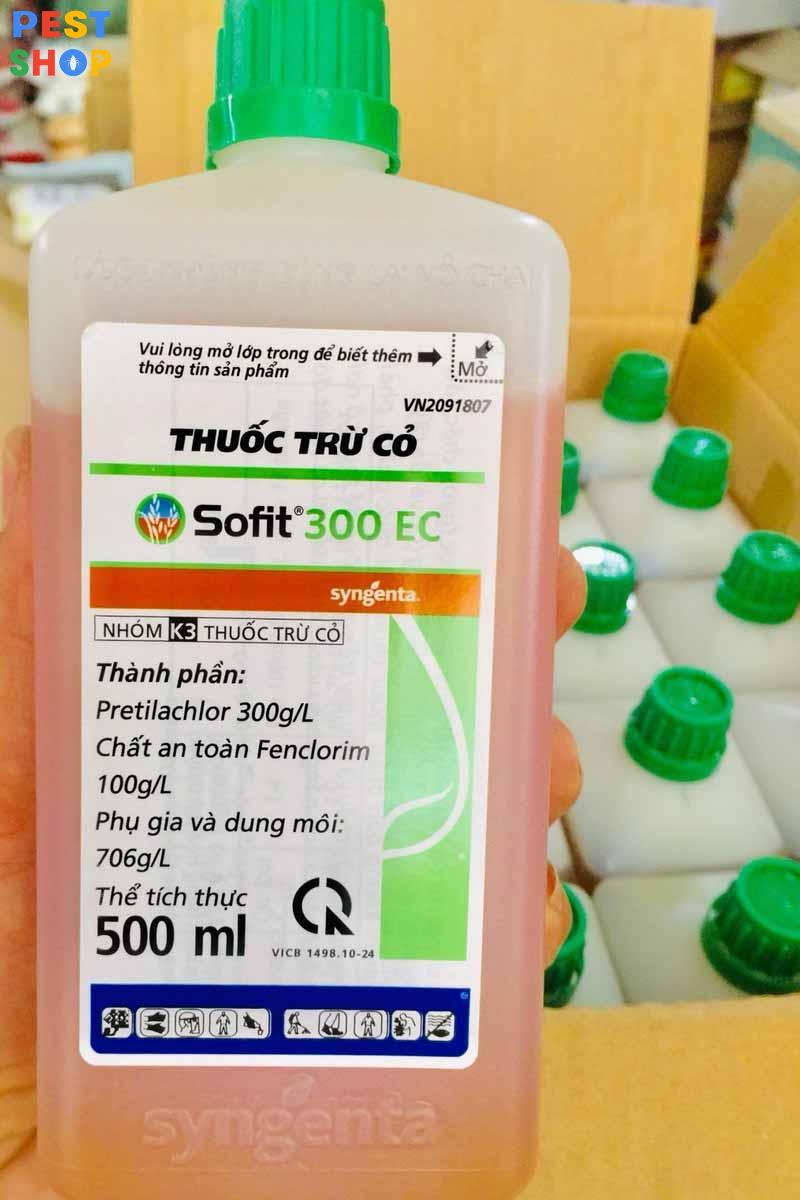 PEST
SHOP
Vui lòng mở lớp trong để biết thêm
thông tin sản phẩm
Mở
VN2091807
THUỐC TRỪ CỎ
Sofit® 300 EC
syngenta.
NHÓM K3 THUỐC TRỪ CỎ
Thành phần:
Pretilachlor 300g/L
Chất an toàn Fenclorim
100g/L
Phụ gia và dung môi:
706g/L
Thể tích thực
500 ml
VICB 1498.10-24
syngenta